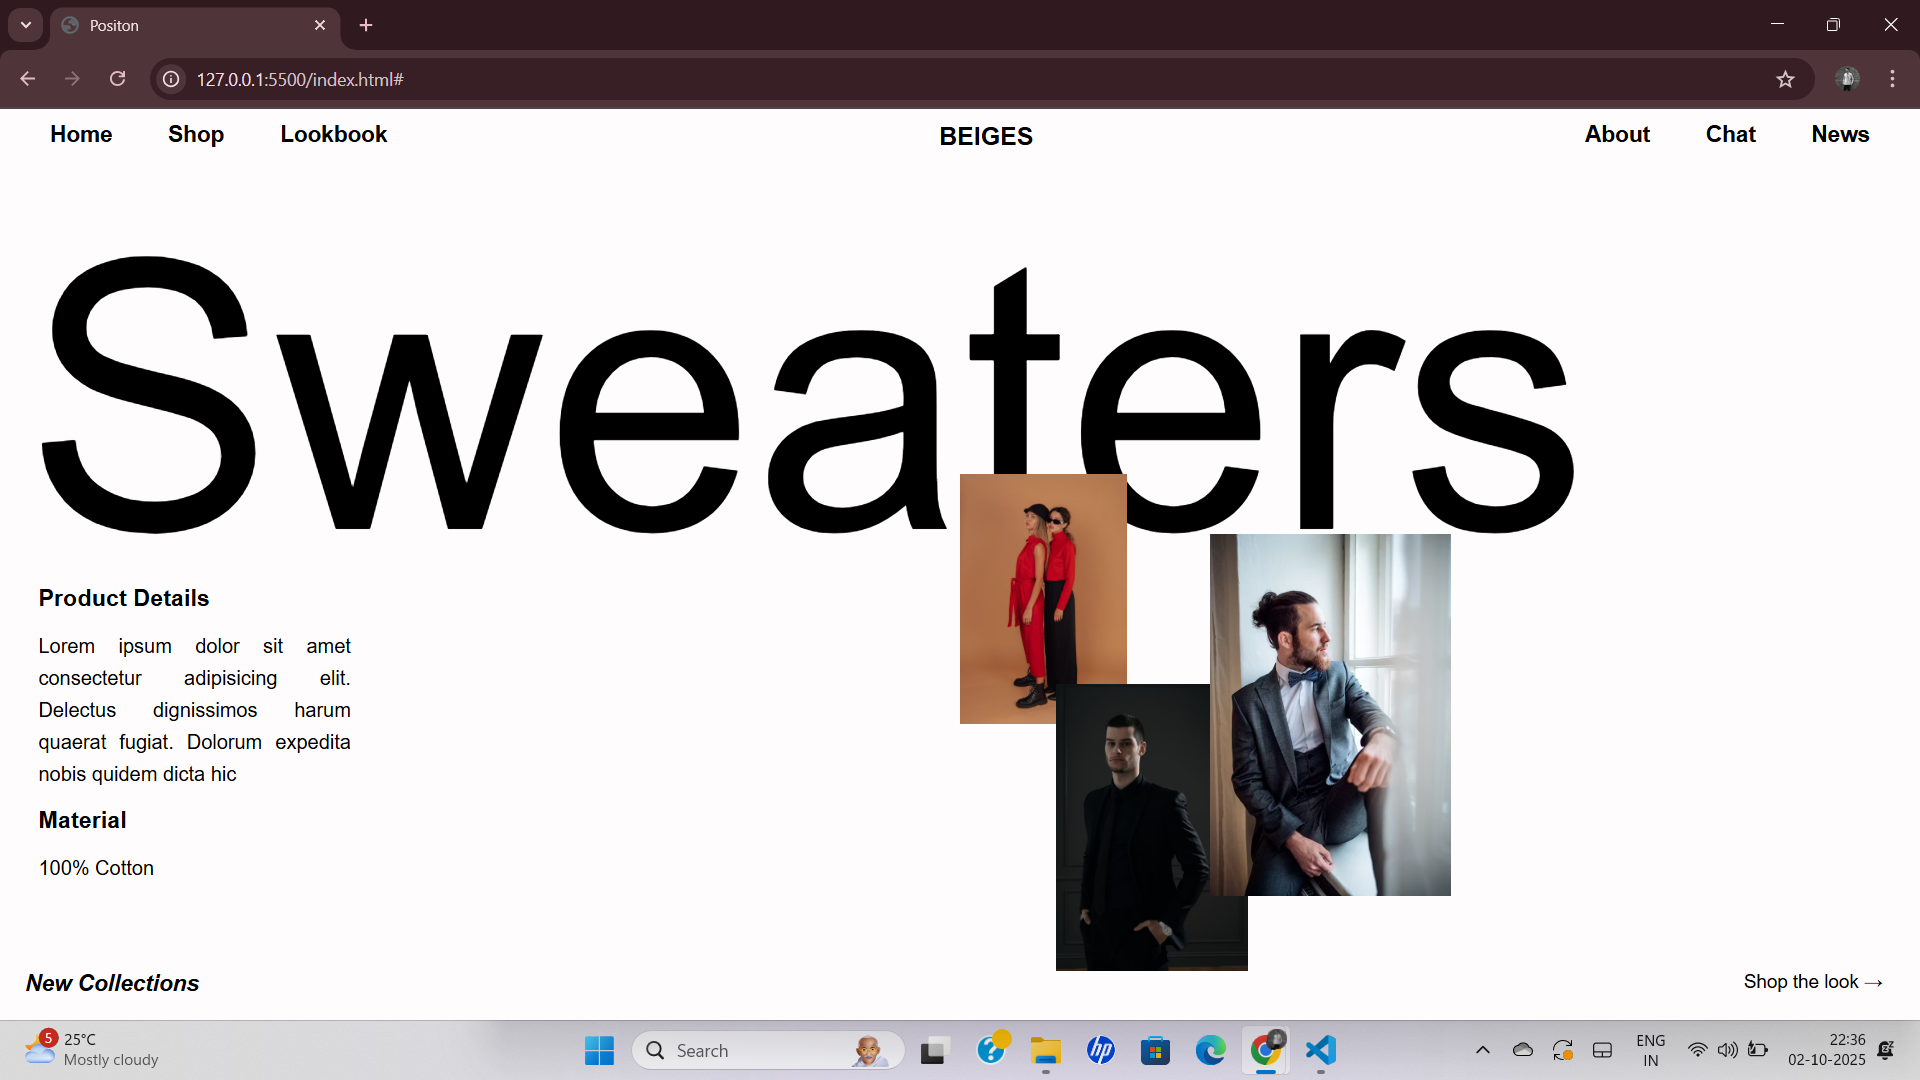 Positon
127.0.0.1:5500/index.html#
Home Shop Lookbook BEIGES About Chat News
Sweaters
Product Details
Lorem ipsum dolor sit amet
consectetur adipisicing elit.
Delectus dignissimos harum
quaerat fugiat. Dolorum expedita
nobis quidem dicta hic
Material
100% Cotton
New Collections
Shop the look →
5
25°C
Mostly cloudy
Search
hp
ENG
IN
22:36
02-10-2025